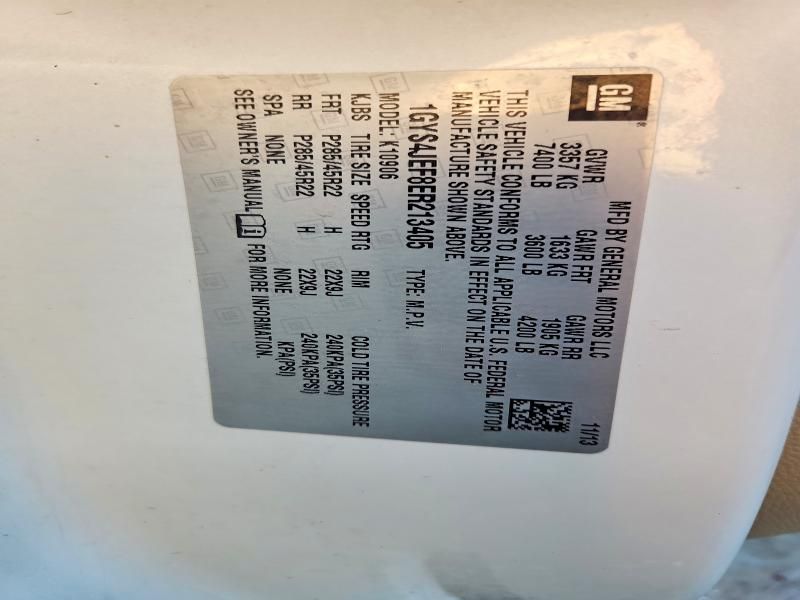 GM®
MFD BY GENERAL MOTORS LLC 11/13
GVWR GAWR FRT GAWR RR
3357 KG 1633 KG 1905 KG
7400 LB 3600 LB 4200 LB
THIS VEHICLE CONFORMS TO ALL APPLICABLE U.S. FEDERAL MOTOR
VEHICLE SAFETY STANDARDS IN EFFECT ON THE DATE OF
MANUFACTURE SHOWN ABOVE.
1GYS4JEF8ER213405 TYPE: M.P.V.
MODEL: K10906
KJBS TIRE SIZE SPEED RTG RIM COLD TIRE PRESSURE
FRT P285/45R22 H 22X9J 240KPA(35PSI)
RR P285/45R22 H 22X9J 240KPA(35PSI)
SPA NONE NONE KPA(PSI)
SEE OWNER'S MANUAL FOR MORE INFORMATION.